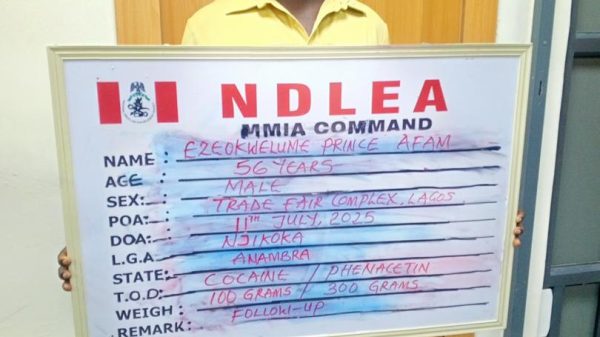 NDLEA
MMIA COMMAND
NAME : EZEOKWELUME PRINCE AFAM
AGE : 56 YEARS
SEX: MALE
POA: TRADE FAIR COMPLEX, LAGOS
DOA: 11TH JULY, 2025
L.G.A NJIKOKA
STATE: ANAMBRA
T.O.D: COCAINE / PHENACETIN
WEIGH : 100 GRAMS / 300 GRAMS
REMARK: FOLLOW-UP